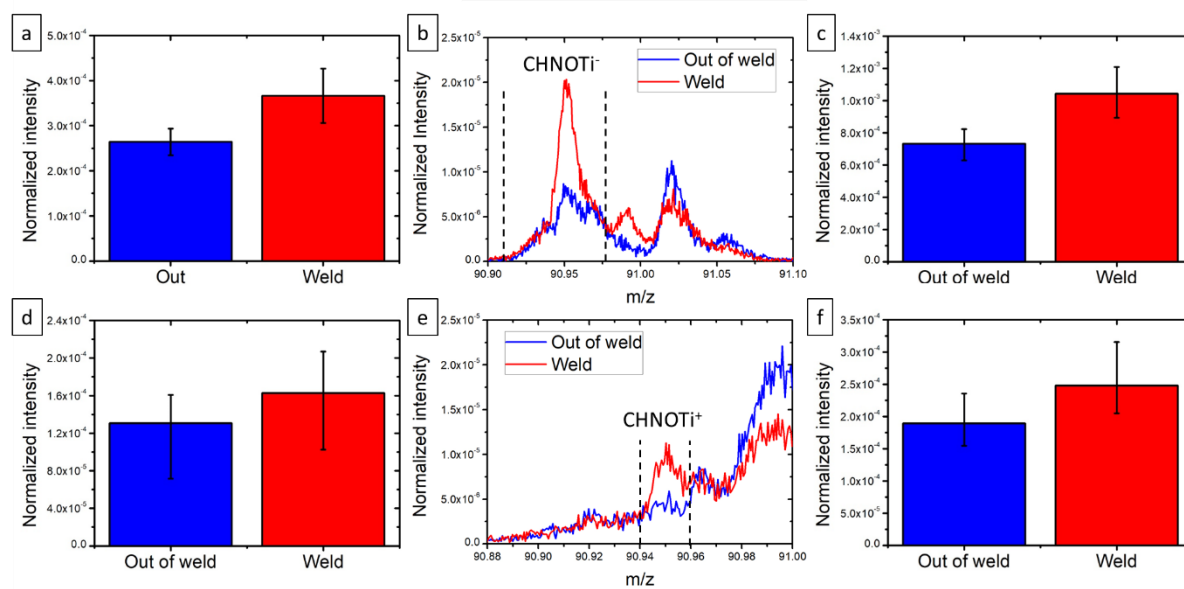 a
5.0x10⁻⁴
4.0x10⁻⁴
3.0x10⁻⁴
2.0x10⁻⁴
1.0x10⁻⁴
0.0
Normalized intensity
Out Weld
b
2.5x10⁻⁵
2.0x10⁻⁵
1.5x10⁻⁵
1.0x10⁻⁵
5.0x10⁻⁶
0.0
Normalized Intensity
CHNOTi⁻
Out of weld
Weld
90.90 90.95 91.00 91.05 91.10
m/z
c
1.4x10⁻³
1.2x10⁻³
1.0x10⁻³
8.0x10⁻⁴
6.0x10⁻⁴
4.0x10⁻⁴
2.0x10⁻⁴
0.0
Normalized intensity
Out of weld Weld
d
2.4x10⁻⁴
2.0x10⁻⁴
1.6x10⁻⁴
1.2x10⁻⁴
8.0x10⁻⁵
4.0x10⁻⁵
0.0
Normalized intensity
Out of weld Weld
e
2.5x10⁻⁵
2.0x10⁻⁵
1.5x10⁻⁵
1.0x10⁻⁵
5.0x10⁻⁶
0.0
Normalized intensity
Out of weld
Weld
CHNOTi⁺
90.88 90.90 90.92 90.94 90.96 90.98 91.00
m/z
f
3.5x10⁻⁴
3.0x10⁻⁴
2.5x10⁻⁴
2.0x10⁻⁴
1.5x10⁻⁴
1.0x10⁻⁴
5.0x10⁻⁵
0.0
Normalized intensity
Out of weld Weld